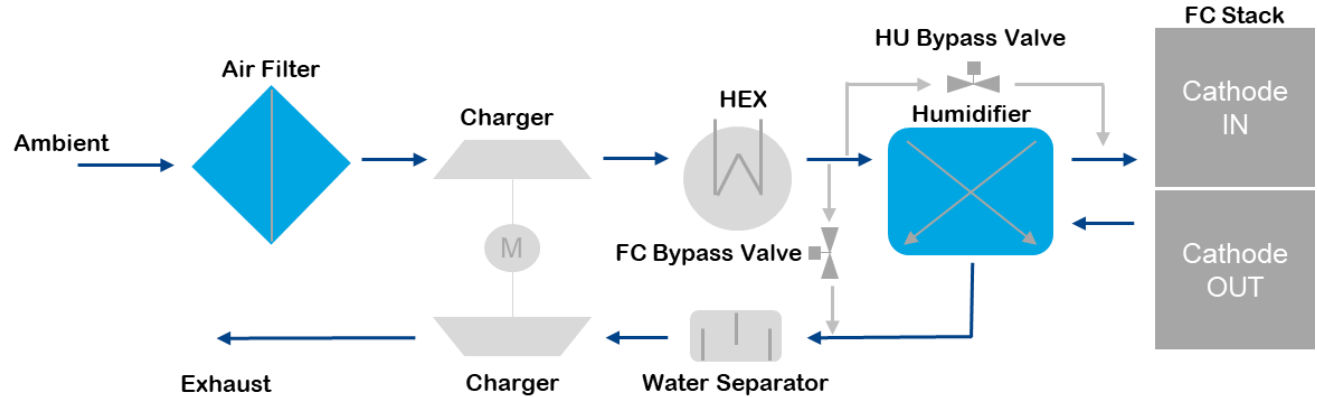 FC Stack
HU Bypass Valve
Air Filter
HEX
Charger
Humidifier
Cathode
IN
Ambient
M
FC Bypass Valve
Cathode
OUT
Exhaust
Charger
Water Separator